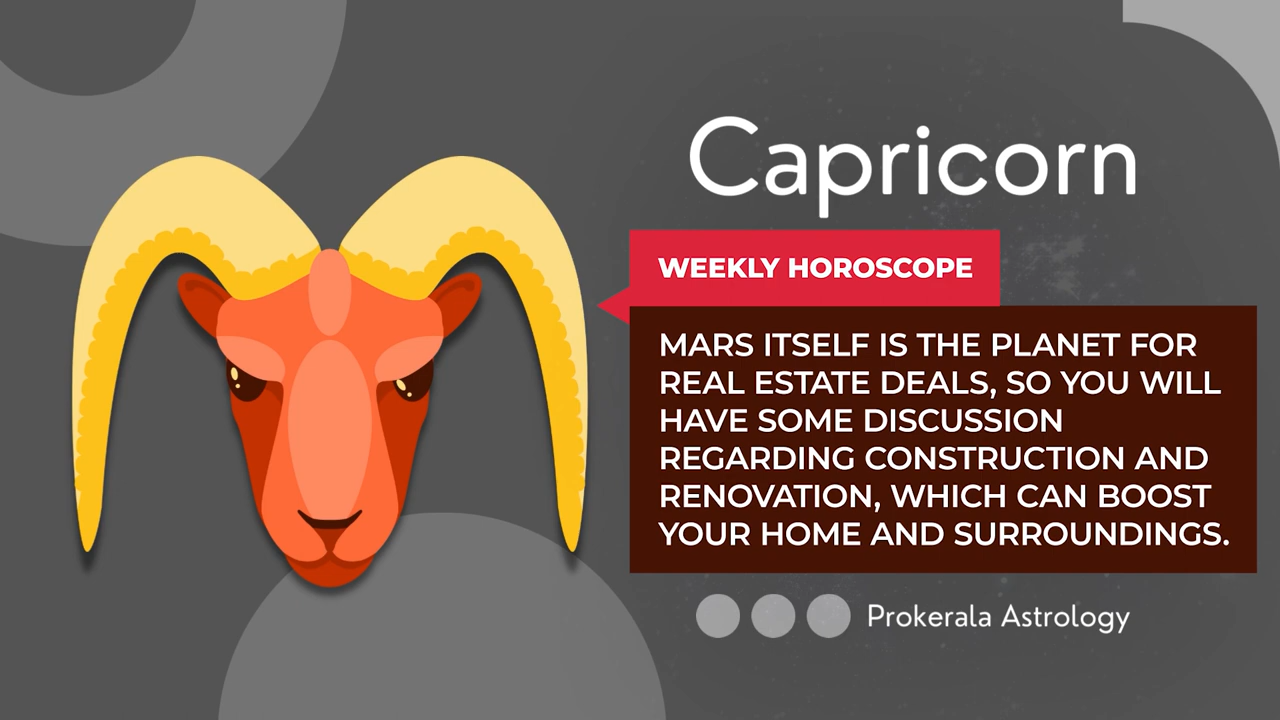 Capricorn
WEEKLY HOROSCOPE
MARS ITSELF IS THE PLANET FOR
REAL ESTATE DEALS, SO YOU WILL
HAVE SOME DISCUSSION
REGARDING CONSTRUCTION AND
RENOVATION, WHICH CAN BOOST
YOUR HOME AND SURROUNDINGS.
Prokerala Astrology